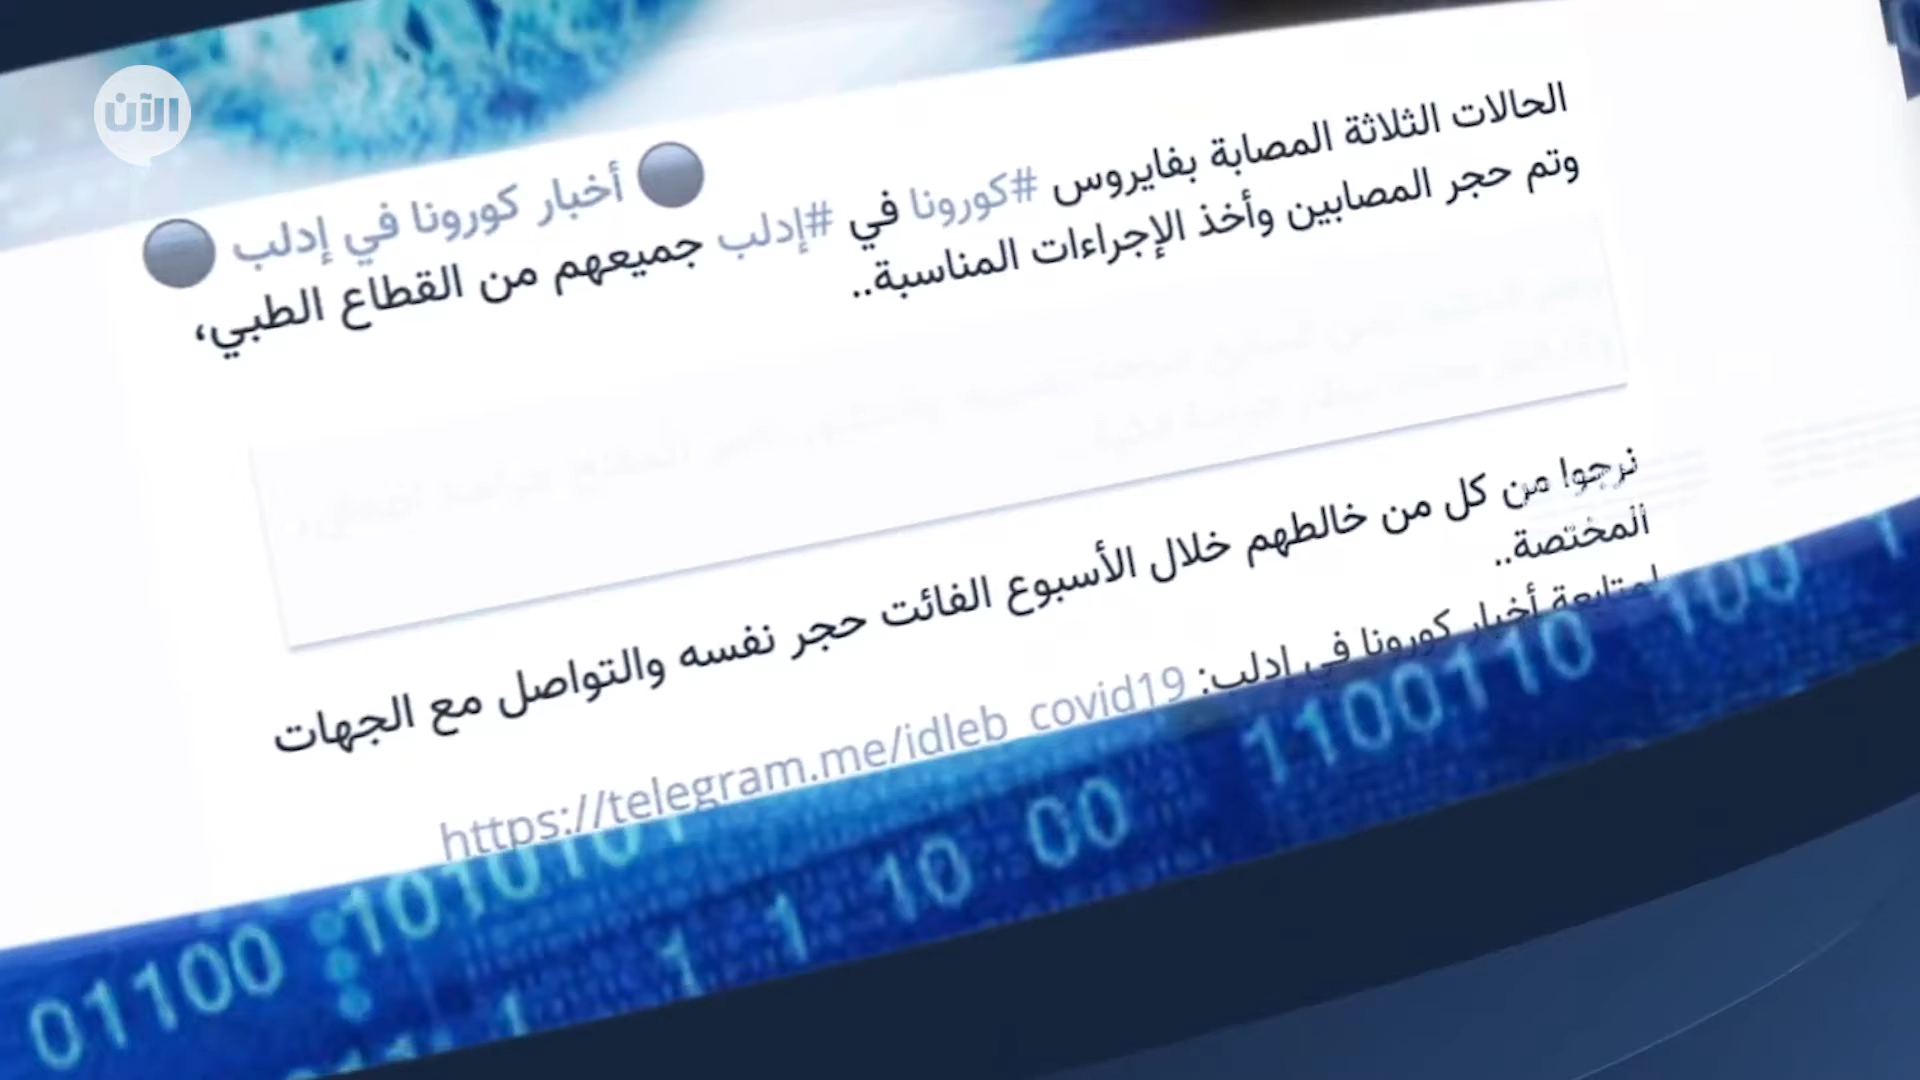 الآن
أخبار كورونا في إدلب
الحالات الثلاثة المصابة بفايروس #كورونا في #إدلب جميعهم من القطاع الطبي،
وتم حجر المصابين وأخذ الإجراءات المناسبة..
نرجوا من كل من خالطهم خلال الأسبوع الفائت حجر نفسه والتواصل مع الجهات
المختصة..
لمتابعة أخبار كورونا في إدلب: https://telegram.me/idleb_covid19
01100 1010101 1 1 10 00 1100110 100 1